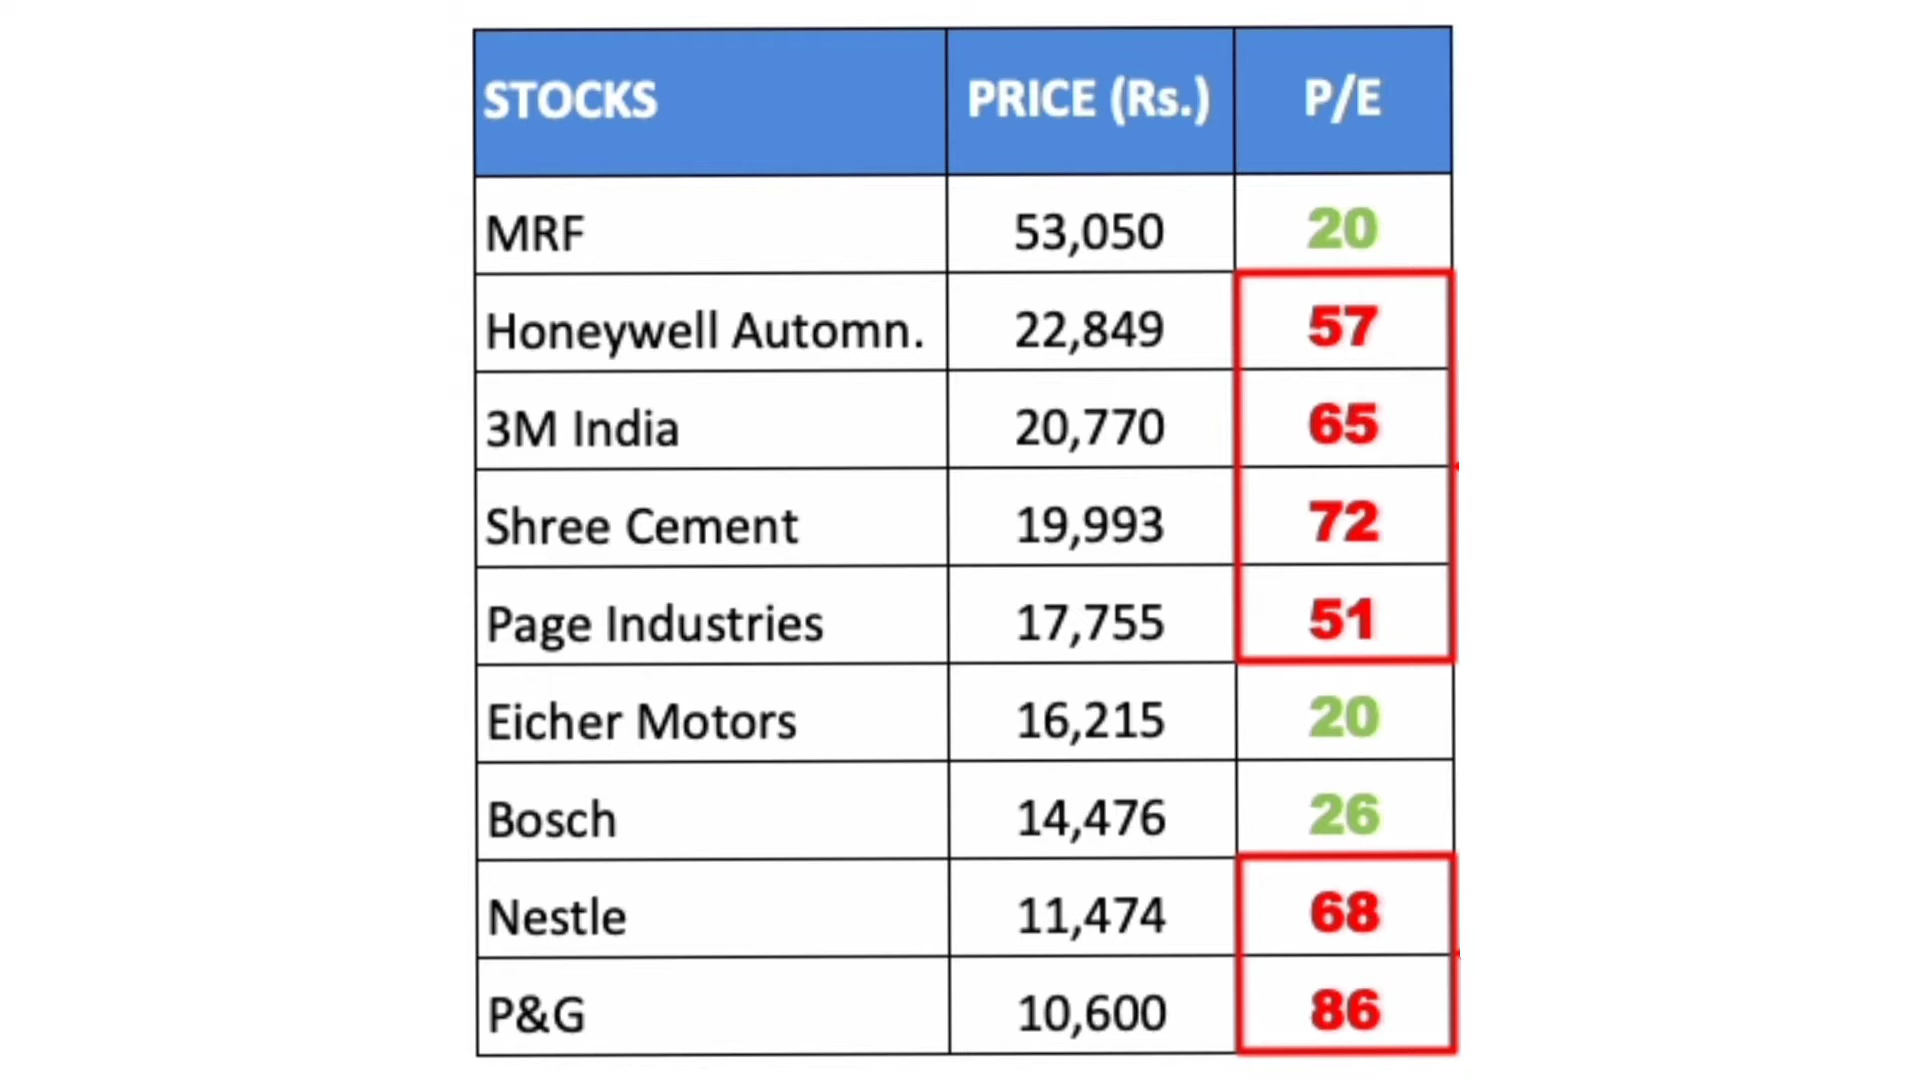 STOCKS PRICE (Rs.) P/E
MRF 53,050 20
Honeywell Automn. 22,849 57
3M India 20,770 65
Shree Cement 19,993 72
Page Industries 17,755 51
Eicher Motors 16,215 20
Bosch 14,476 26
Nestle 11,474 68
P&G 10,600 86